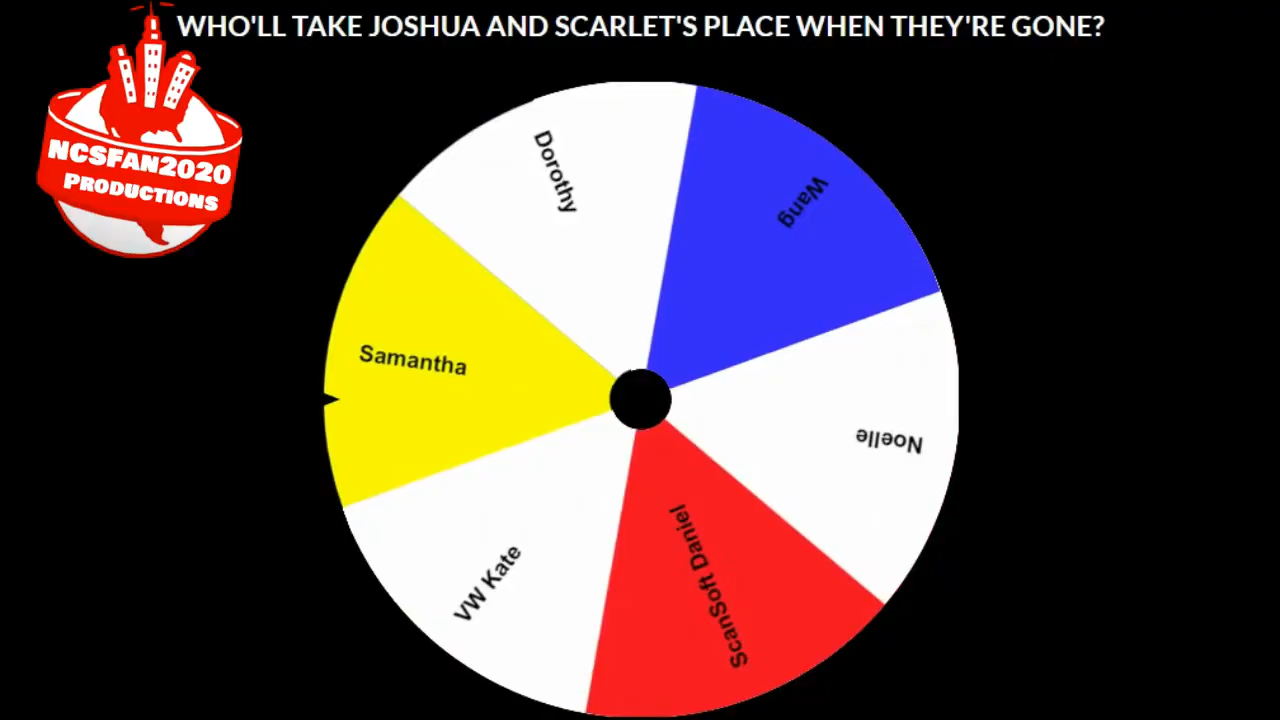 WHO'LL TAKE JOSHUA AND SCARLET'S PLACE WHEN THEY'RE GONE?
NCSFAN2020
PRODUCTIONS
Dorothy
Wang
Samantha
Noelle
VW Kate
ScanSoft Daniel